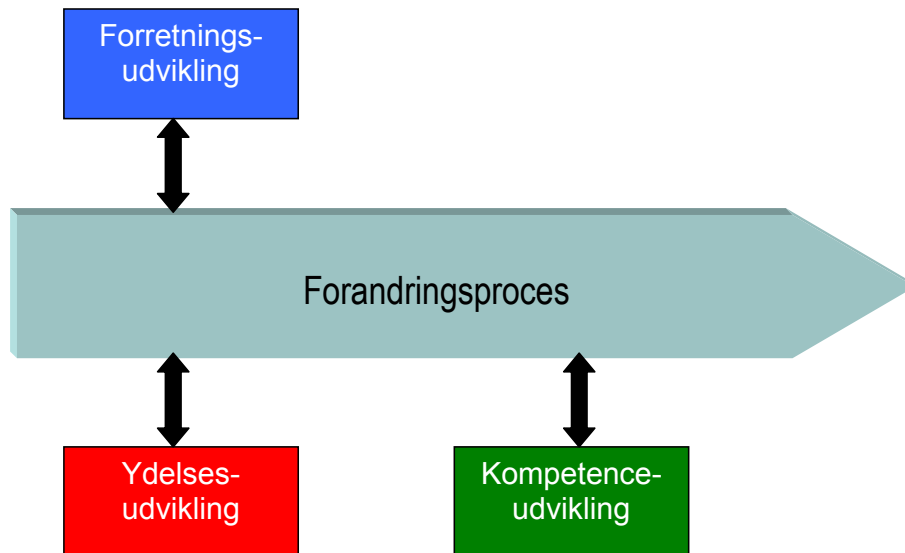 Forretnings-
udvikling
Forandringsproces
Ydelses-
udvikling
Kompetence-
udvikling